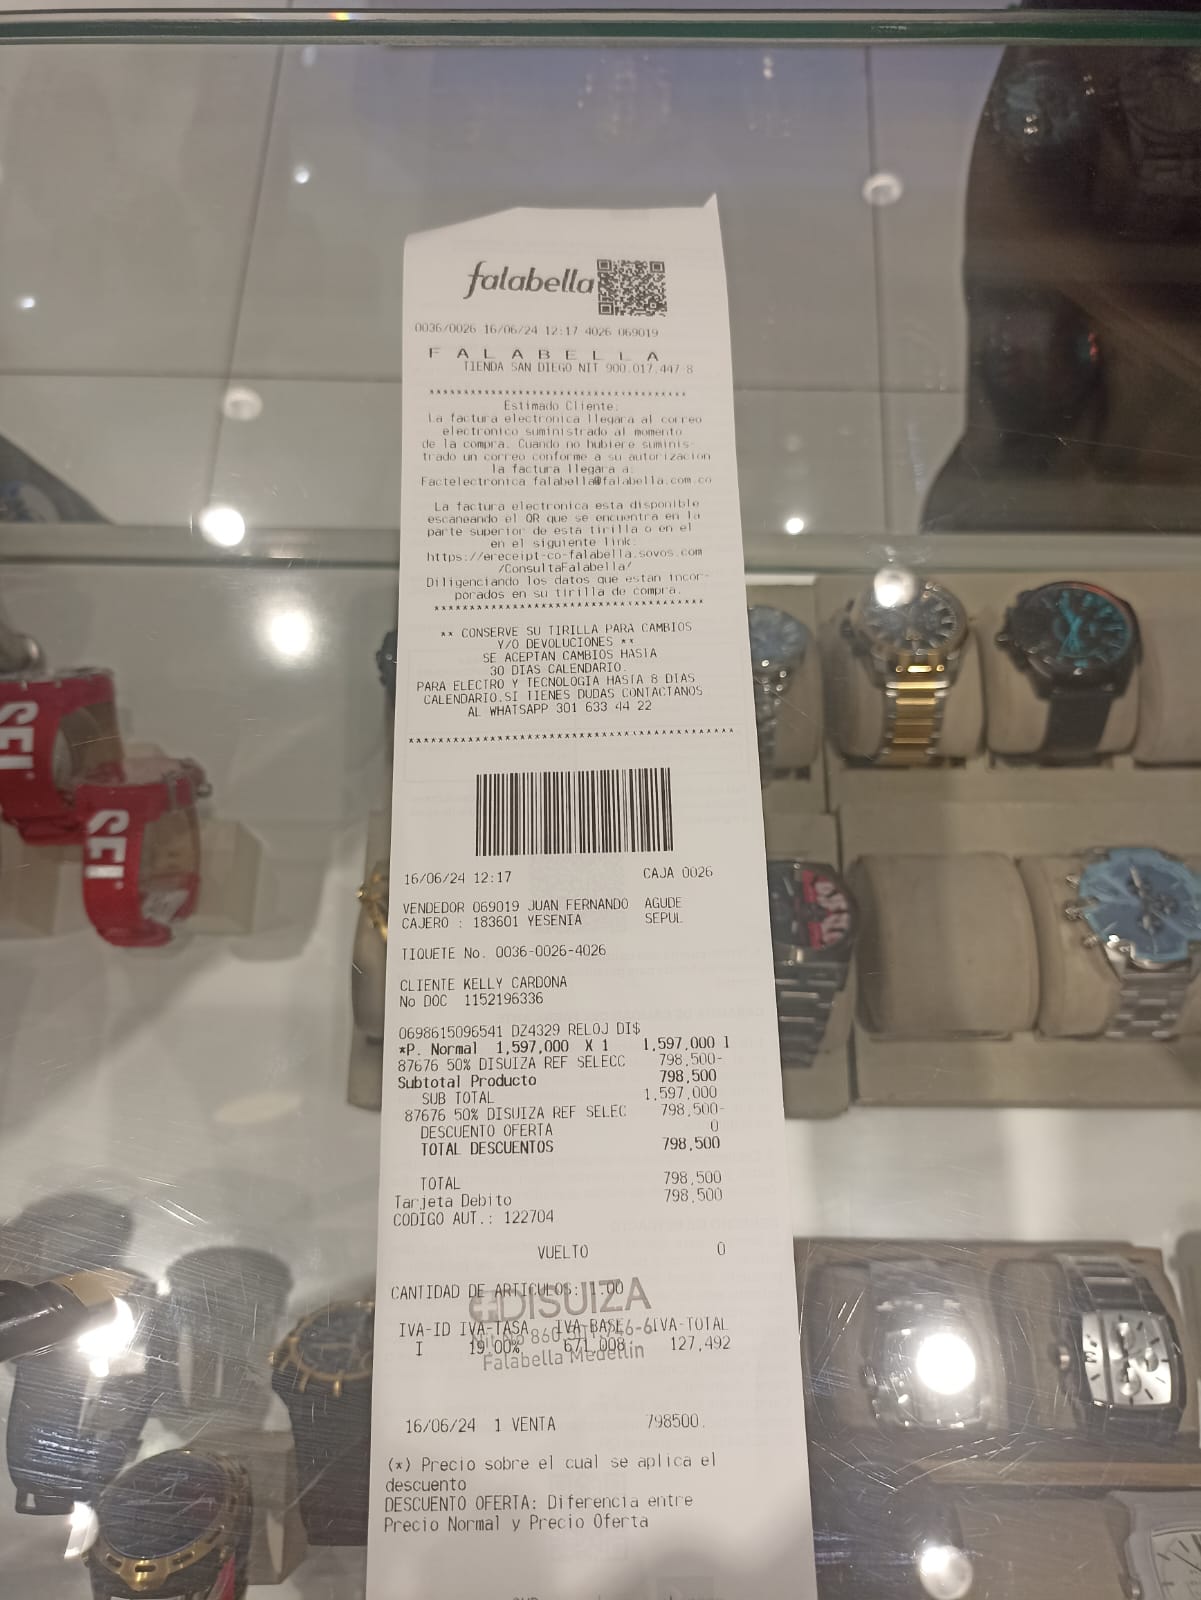 falabella
0036/0026 16/06/24 12:17 4026 069019
F A L A B E L L A
TIENDA SAN DIEGO NIT 900.017.447-8
Estimado Cliente:
La factura electronica llegara al correo
electronico suministrado al momento
de la compra. Cuando no hubiere suminis-
trado un correo conforme a su autorizacion
la factura llegara a:
Factelectronica falabella@falabella.com.co
La factura electronica esta disponible
escaneando el QR que se encuentra en la
parte superior de esta tirilla o en el
en el siguiente link:
https://ereceipt-co-falabella.sovos.com
/ConsultaFalabella/
Diligenciando los datos que estan incor-
porados en su tirilla de compra.
** CONSERVE SU TIRILLA PARA CAMBIOS
Y/O DEVOLUCIONES **
SE ACEPTAN CAMBIOS HASTA
30 DIAS CALENDARIO.
PARA ELECTRO Y TECNOLOGIA HASTA 8 DIAS
CALENDARIO.SI TIENES DUDAS CONTACTANOS
AL WHATSAPP 301 633 44 22
16/06/24 12:17 CAJA 0026
VENDEDOR 069019 JUAN FERNANDO AGUDE
CAJERO : 183601 YESENIA SEPUL
TIQUETE No. 0036-0026-4026
CLIENTE KELLY CARDONA
No DOC 1152196336
0698615096541 DZ4329 RELOJ DI$
*P. Normal 1,597,000 X 1 1,597,000 I
87676 50% DISUIZA REF SELECC 798,500-
Subtotal Producto 798,500
SUB TOTAL 1,597,000
87676 50% DISUIZA REF SELEC 798,500-
DESCUENTO OFERTA 0
TOTAL DESCUENTOS 798,500
TOTAL 798,500
Tarjeta Debito 798,500
CODIGO AUT.: 122704
VUELTO 0
CANTIDAD DE ARTICULOS: 1.00
DISUIZA
IVA-ID IVA-TASA IVA-BASE IVA-TOTAL
I 19,00% 671,008 127,492
Falabella Medellín
16/06/24 1 VENTA 798500.
(*) Precio sobre el cual se aplica el
descuento
DESCUENTO OFERTA: Diferencia entre
Precio Normal y Precio Oferta